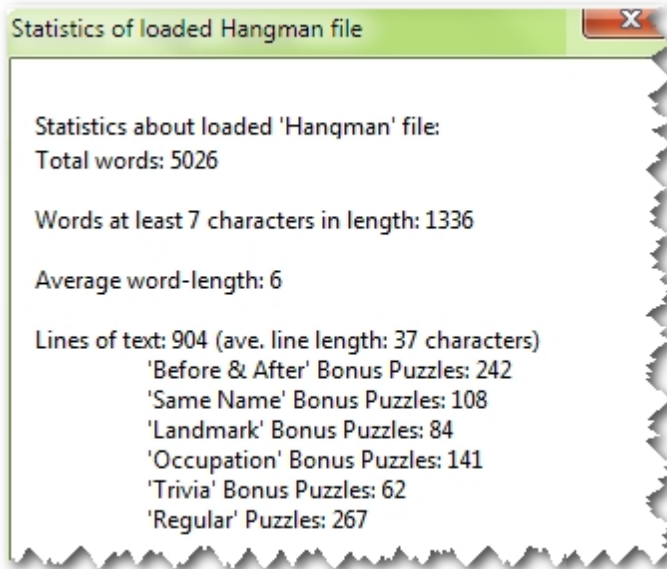 Statistics of loaded Hangman file
Statistics about loaded 'Hangman' file:
Total words: 5026
Words at least 7 characters in length: 1336
Average word-length: 6
Lines of text: 904 (ave. line length: 37 characters)
'Before & After' Bonus Puzzles: 242
'Same Name' Bonus Puzzles: 108
'Landmark' Bonus Puzzles: 84
'Occupation' Bonus Puzzles: 141
'Trivia' Bonus Puzzles: 62
'Regular' Puzzles: 267